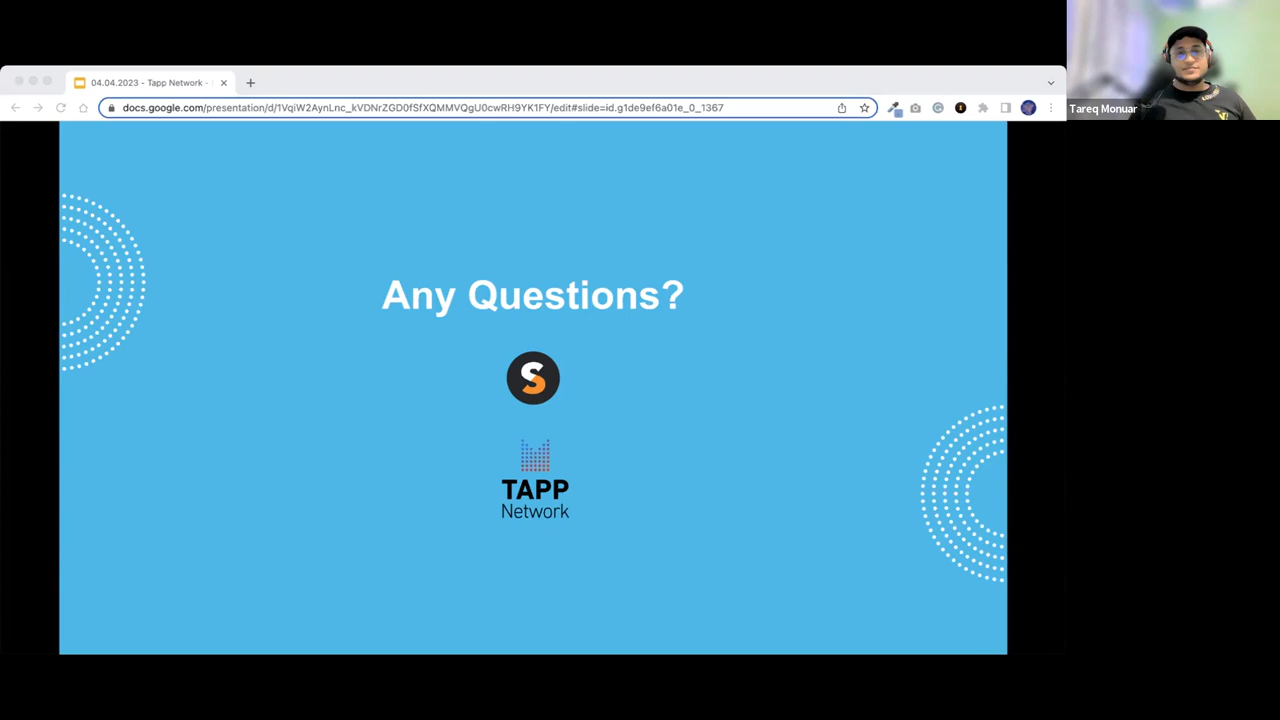 04.04.2023 - Tapp Network -
docs.google.com/presentation/d/1VqiW2AynLnc_kVDNrZGD0fSfXQMMVQgU0cwRH9YK1FY/edit#slide=id.g1de9ef6a01e_0_1367
Tareq Monuar
Any Questions?
S
TAPP
Network